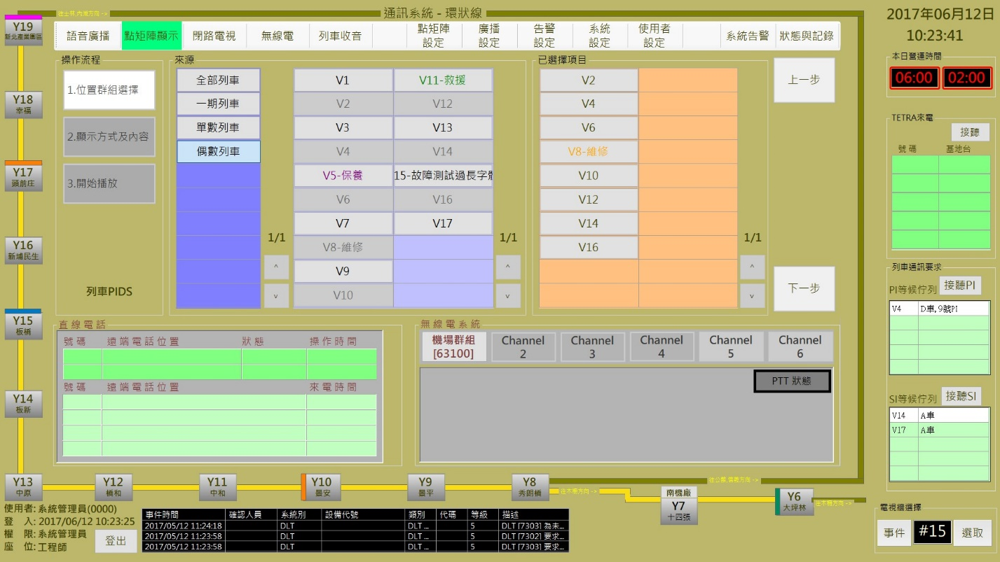 通訊系統 - 環狀線
2017年06月12日
10:23:41
往士林,內湖方向 ->
Y19
新北產業園區
Y18
幸福
Y17
頭前庄
Y16
新埔民生
Y15
板橋
Y14
板新
Y13
中原
Y12
橋和
Y11
中和
Y10
景安
Y9
景平
Y8
秀朗橋
往木柵方向 ->
南機廠
Y7
十四張
Y6
大坪林
往木柵方向 ->
語音廣播
點矩陣顯示
閉路電視
無線電
列車收音
點矩陣
設定
廣播
設定
告警
設定
系統
設定
使用者
設定
系統告警
狀態與記錄
操作流程
1.位置群組選擇
2.顯示方式及內容
3.開始播放
列車PIDS
來源
全部列車
一期列車
單數列車
偶數列車
1/1
^
v
V1
V11-救援
V2
V12
V3
V13
V4
V14
V5-保養
15-故障測試過長字
V6
V16
V7
V17
V8-維修
V9
V10
1/1
^
v
已選擇項目
V2
V4
V6
V8-維修
V10
V12
V14
V16
1/1
^
v
上一步
下一步
本日營運時間
06:00
02:00
TETRA來電
接聽
號碼
基地台
列車通訊要求
PI等候佇列
接聽PI
V4 D車,9號PI
SI等候佇列
接聽SI
V14 A車
V17 A車
直線電話
號碼 遠端電話位置 狀態 操作時間
號碼 遠端電話位置 來電時間
無線電系統
機場群組
[63100]
Channel
2
Channel
3
Channel
4
Channel
5
Channel
6
PTT 狀態
使用者: 系統管理員(0000)
登 入: 2017/06/12 10:23:25
權 限: 系統管理員
座 位: 工程師
登出
事件時間 確認人員 系統別 設備代號 類別 代碼 等級 描述
2017/05/12 11:24:18 DLT DLT ... 5 DLT [7303] 為未...
2017/05/12 11:23:58 DLT DLT ... 5 DLT [7302] 要求...
2017/05/12 11:23:58 DLT DLT ... 5 DLT [7303] 要求...
電視牆選擇
事件
#15
選取